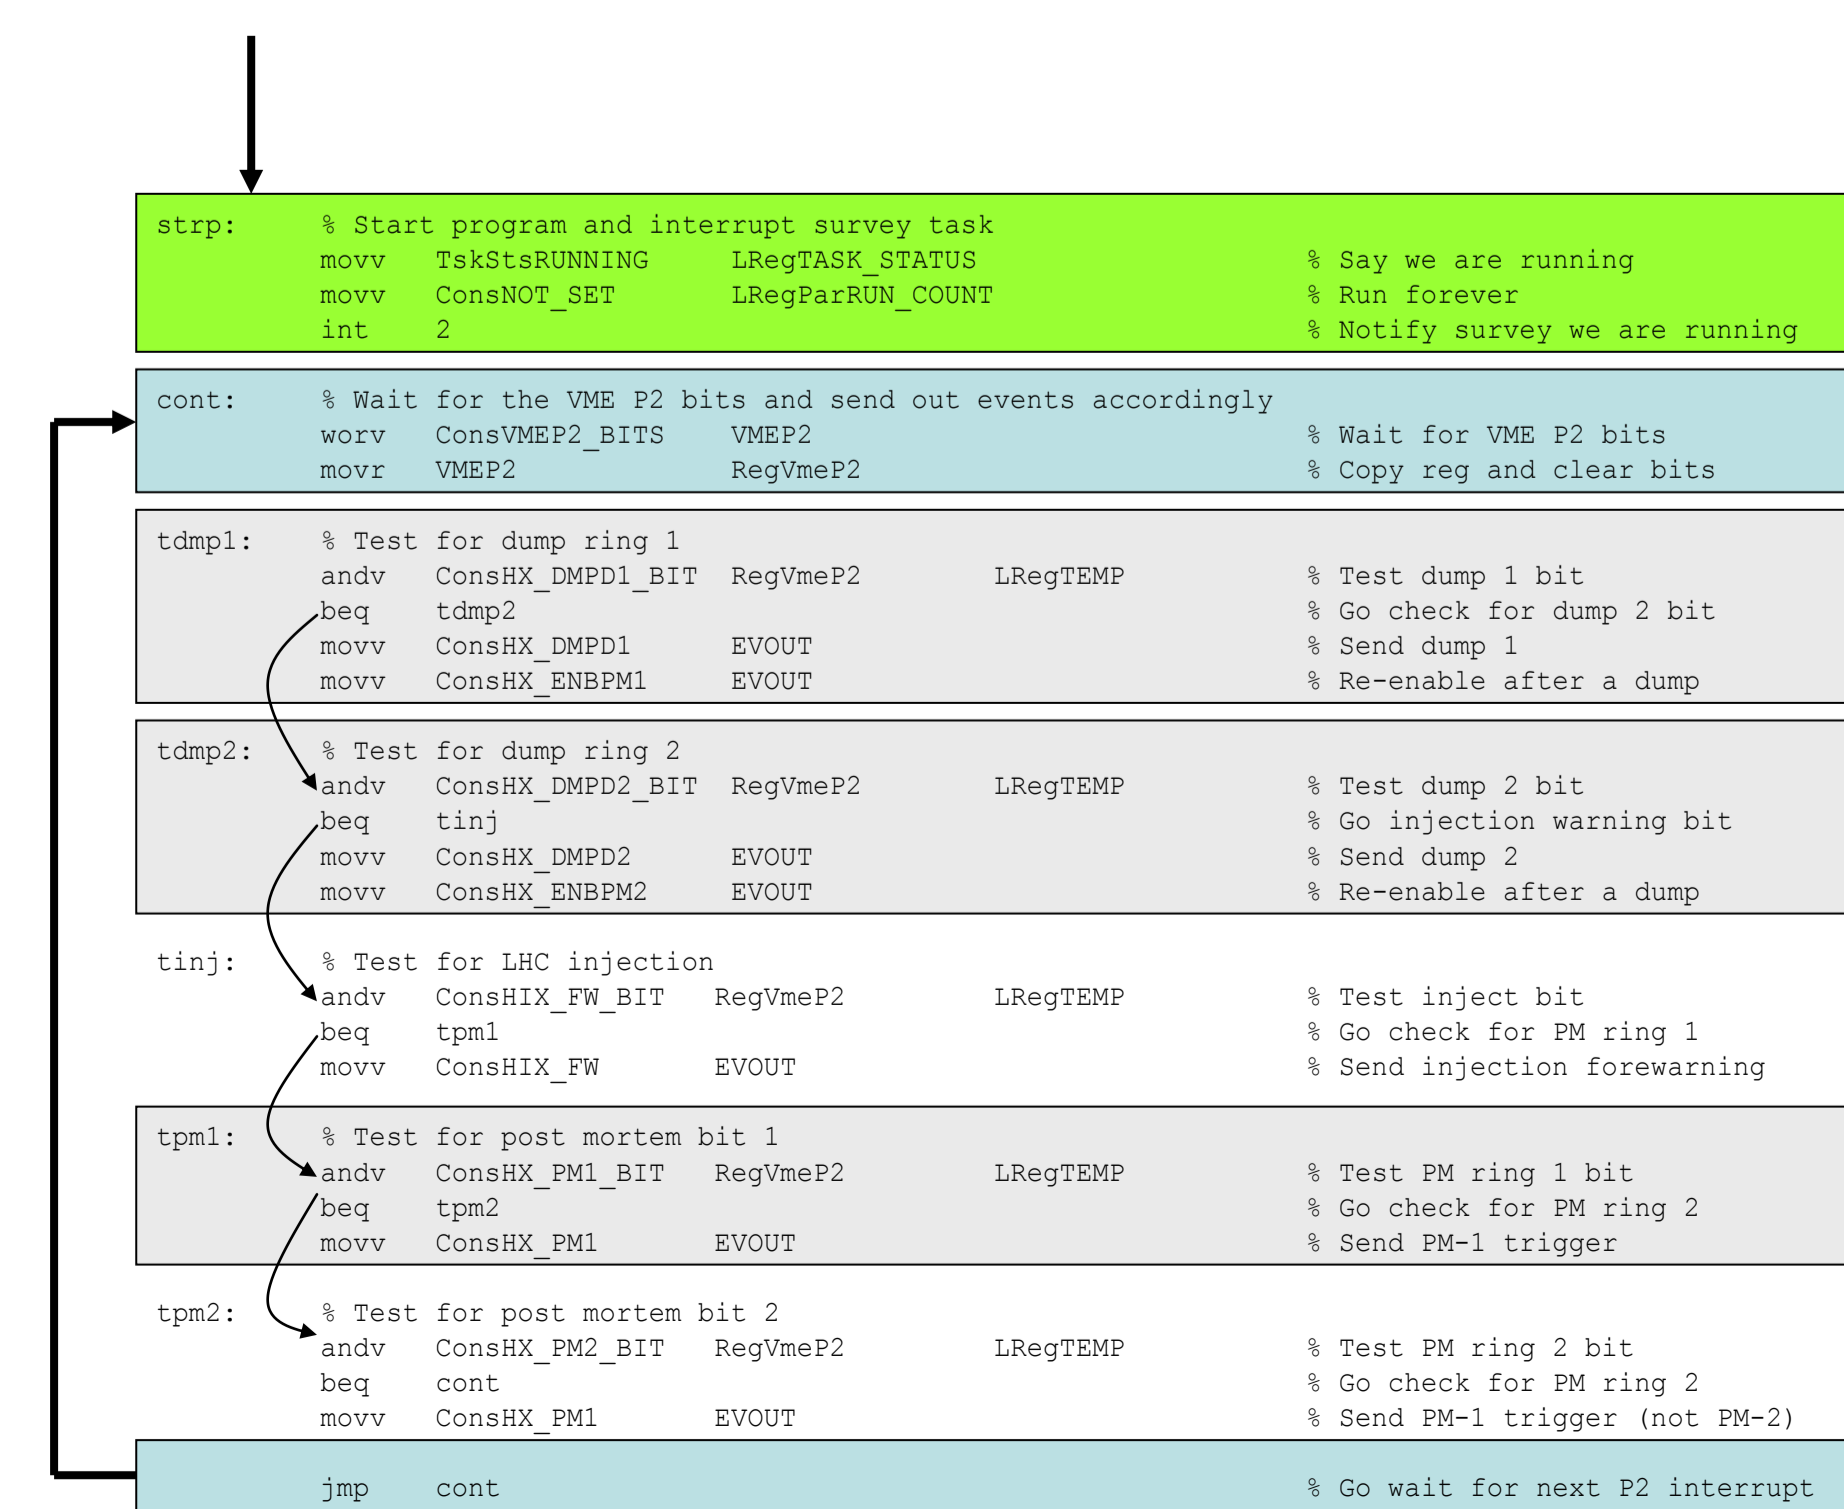 strp: % Start program and interrupt survey task
movv TskStsRUNNING LRegTASK_STATUS % Say we are running
movv ConsNOT_SET LRegParRUN_COUNT % Run forever
int 2 % Notify survey we are running
cont: % Wait for the VME P2 bits and send out events accordingly
worv ConsVMEP2_BITS VMEP2 % Wait for VME P2 bits
movr VMEP2 RegVmeP2 % Copy reg and clear bits
tdmp1: % Test for dump ring 1
andv ConsHX_DMPD1_BIT RegVmeP2 LRegTEMP % Test dump 1 bit
beq tdmp2 % Go check for dump 2 bit
movv ConsHX_DMPD1 EVOUT % Send dump 1
movv ConsHX_ENBPM1 EVOUT % Re-enable after a dump
tdmp2: % Test for dump ring 2
andv ConsHX_DMPD2_BIT RegVmeP2 LRegTEMP % Test dump 2 bit
beq tinj % Go injection warning bit
movv ConsHX_DMPD2 EVOUT % Send dump 2
movv ConsHX_ENBPM2 EVOUT % Re-enable after a dump
tinj: % Test for LHC injection
andv ConsHIX_FW_BIT RegVmeP2 LRegTEMP % Test inject bit
beq tpm1 % Go check for PM ring 1
movv ConsHIX_FW EVOUT % Send injection forewarning
tpm1: % Test for post mortem bit 1
andv ConsHX_PM1_BIT RegVmeP2 LRegTEMP % Test PM ring 1 bit
beq tpm2 % Go check for PM ring 2
movv ConsHX_PM1 EVOUT % Send PM-1 trigger
tpm2: % Test for post mortem bit 2
andv ConsHX_PM2_BIT RegVmeP2 LRegTEMP % Test PM ring 2 bit
beq cont % Go check for PM ring 2
movv ConsHX_PM1 EVOUT % Send PM-1 trigger (not PM-2)
jmp cont % Go wait for next P2 interrupt